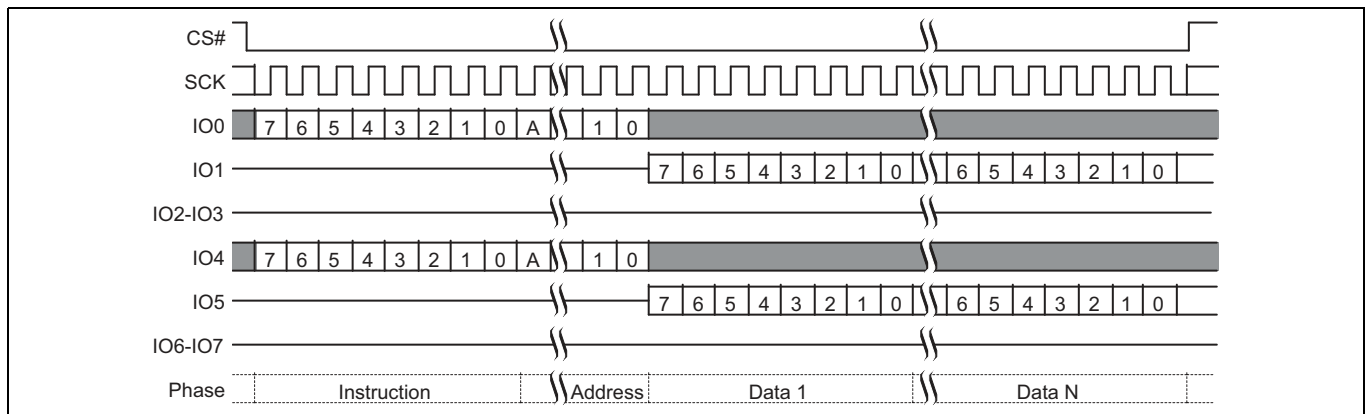 CS#
SCK
IO0 7 6 5 4 3 2 1 0 A 1 0
IO1 7 6 5 4 3 2 1 0 6 5 4 3 2 1 0
IO2-IO3
IO4 7 6 5 4 3 2 1 0 A 1 0
IO5 7 6 5 4 3 2 1 0 6 5 4 3 2 1 0
IO6-IO7
Phase Instruction Address Data 1 Data N